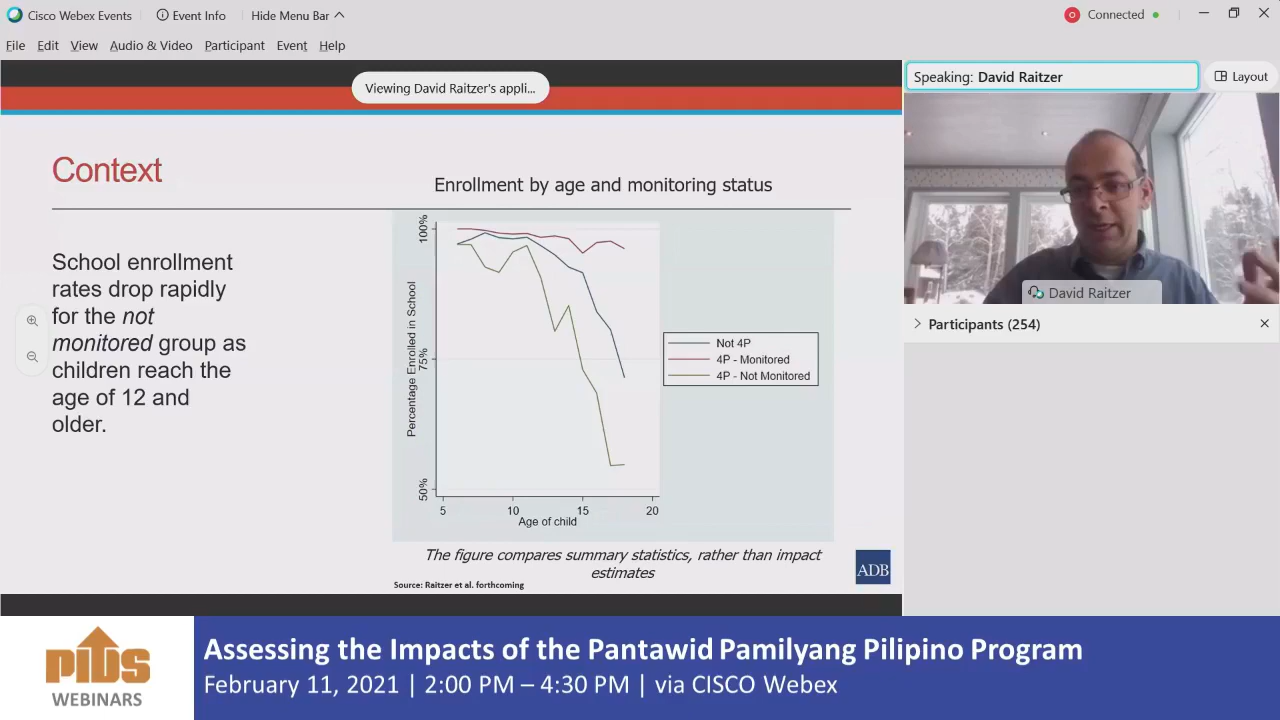 Cisco Webex Events
Event Info
Hide Menu Bar
Connected
File Edit View Audio & Video Participant Event Help
Viewing David Raitzer's appli...
Speaking: David Raitzer
Layout
Context
School enrollment
rates drop rapidly
for the not
monitored group as
children reach the
age of 12 and
older.
Enrollment by age and monitoring status
Percentage Enrolled in School
100%
75%
50%
5 10 15 20
Age of child
Not 4P
4P - Monitored
4P - Not Monitored
The figure compares summary statistics, rather than impact
estimates
Source: Raitzer et al. forthcoming
ADB
David Raitzer
Participants (254)
PIDS
WEBINARS
Assessing the Impacts of the Pantawid Pamilyang Pilipino Program
February 11, 2021 | 2:00 PM – 4:30 PM | via CISCO Webex